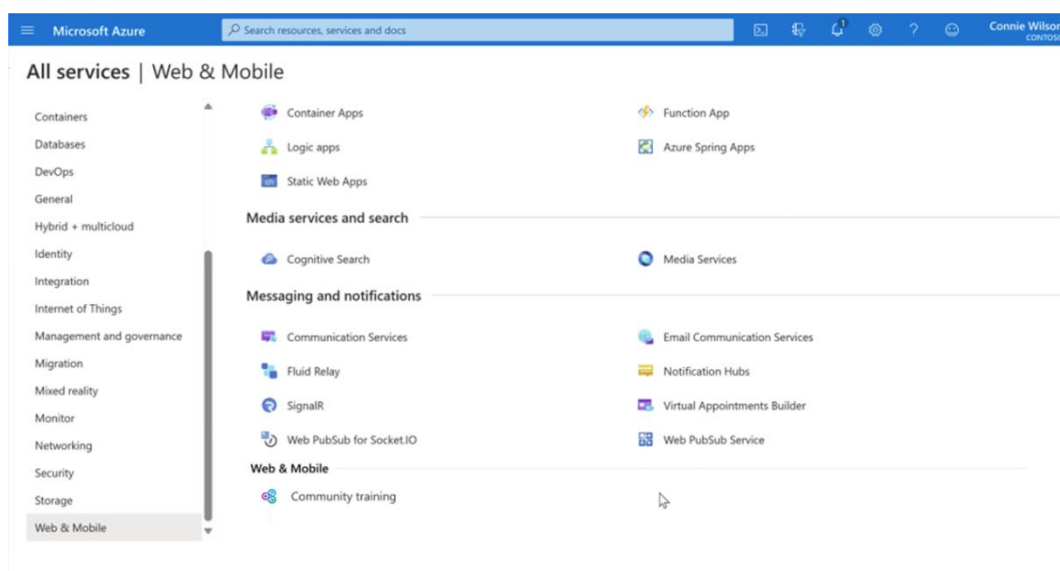 Microsoft Azure
Search resources, services and docs
1
Connie Wilson
CONTOSO
All services | Web & Mobile
Containers
Databases
DevOps
General
Hybrid + multicloud
Identity
Integration
Internet of Things
Management and governance
Migration
Mixed reality
Monitor
Networking
Security
Storage
Web & Mobile
Container Apps
Function App
Logic apps
Azure Spring Apps
Static Web Apps
Media services and search
Cognitive Search
Media Services
Messaging and notifications
Communication Services
Email Communication Services
Fluid Relay
Notification Hubs
SignalR
Virtual Appointments Builder
Web PubSub for Socket.IO
Web PubSub Service
Web & Mobile
Community training